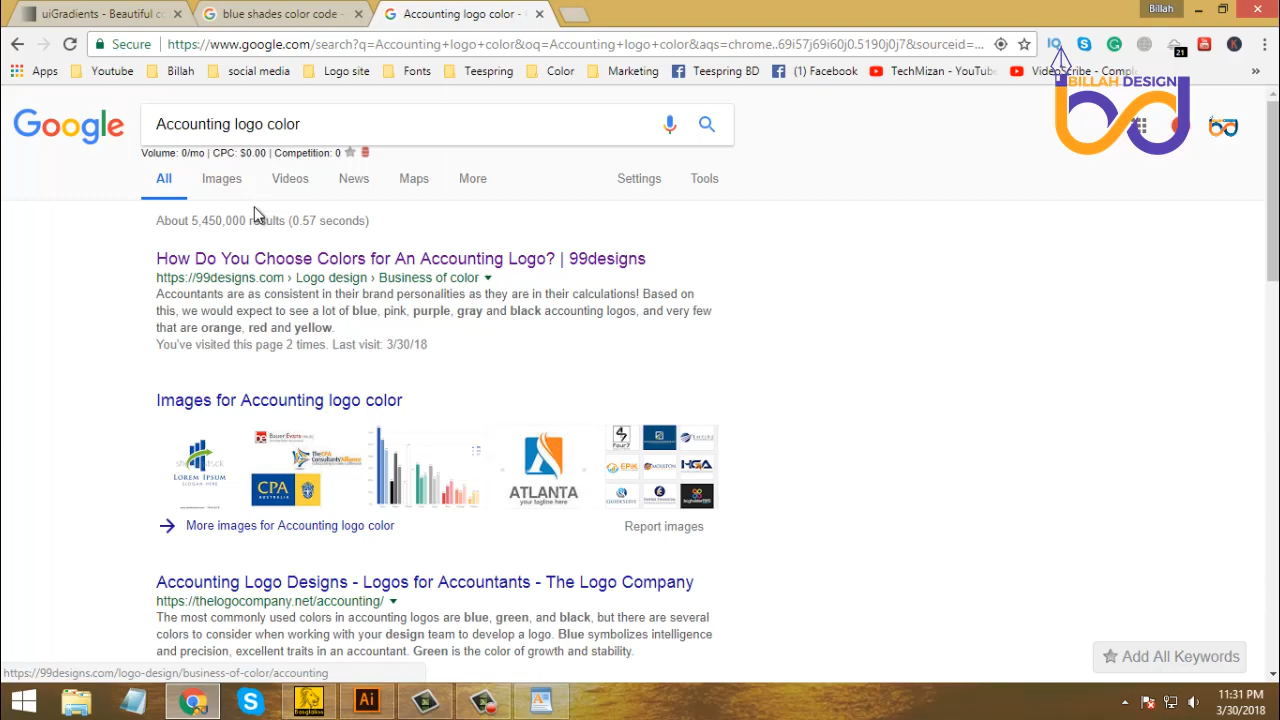 uiGradients - Beautiful c
blue shades color code -
Accounting logo color -
Billah
Secure
https://www.google.com/search?q=Accounting+logo+color&oq=Accounting+logo+color&aqs=chrome..69i57j69i60j0.5190j0j7&sourceid=...
21
Apps
Youtube
Billah
social media
Logo site
Fonts
Teespring
Color
Marketing
Teespring BD
(1) Facebook
TechMizan - YouTube
VideoScribe - Compl
BILLAH DESIGN
Google
Accounting logo color
Volume: 0/mo | CPC: $0.00 | Competition: 0
All
Images
Videos
News
Maps
More
Settings
Tools
About 5,450,000 results (0.57 seconds)
How Do You Choose Colors for An Accounting Logo? | 99designs
https://99designs.com › Logo design › Business of color
Accountants are as consistent in their brand personalities as they are in their calculations! Based on
this, we would expect to see a lot of blue, pink, purple, gray and black accounting logos, and very few
that are orange, red and yellow.
You've visited this page 2 times. Last visit: 3/30/18
Images for Accounting logo color
LOREM IPSUM
CPA
AUSTRALIA
ATLANTA
your tagline here
EPIK
HGA
More images for Accounting logo color
Report images
Accounting Logo Designs - Logos for Accountants - The Logo Company
https://thelogocompany.net/accounting/
The most commonly used colors in accounting logos are blue, green, and black, but there are several
colors to consider when working with your design team to develop a logo. Blue symbolizes intelligence
and precision, excellent traits in an accountant. Green is the color of growth and stability.
Add All Keywords
https://99designs.com/logo-design/business-of-color/accounting
Ai
11:31 PM
3/30/2018